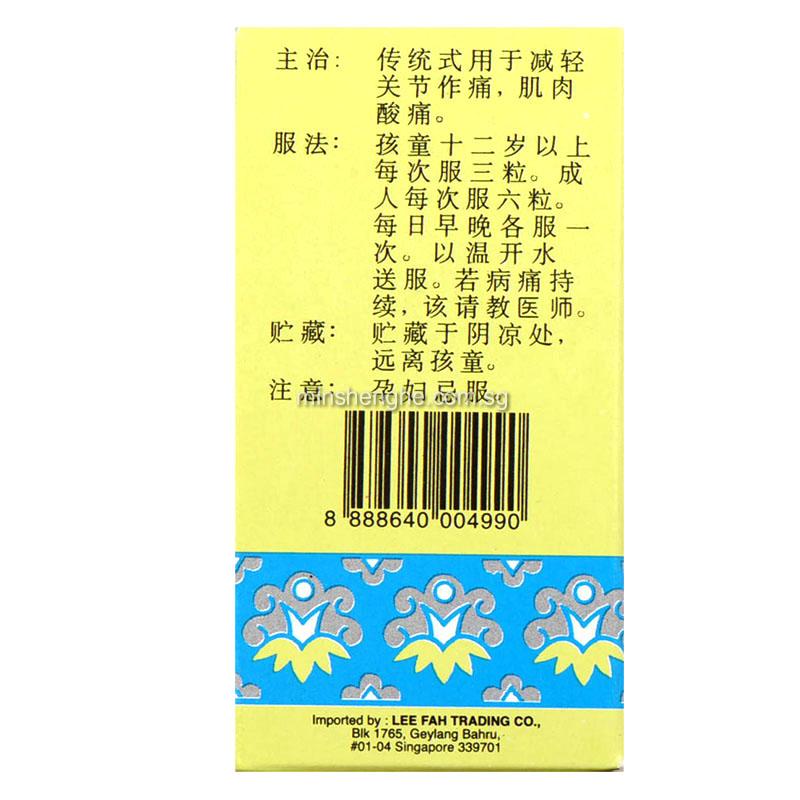 主治: 传统式用于减轻
关节作痛, 肌肉
酸痛。
服法: 孩童十二岁以上
每次服三粒。成
人每次服六粒。
每日早晚各服一
次。以温开水
送服。若病痛持
续, 该请教医师。
贮藏: 贮藏于阴凉处,
远离孩童。
注意: 孕妇忌服。
minshenghe.com.sg
8 888640 004990
Imported by : LEE FAH TRADING CO.,
Blk 1765, Geylang Bahru,
#01-04 Singapore 339701